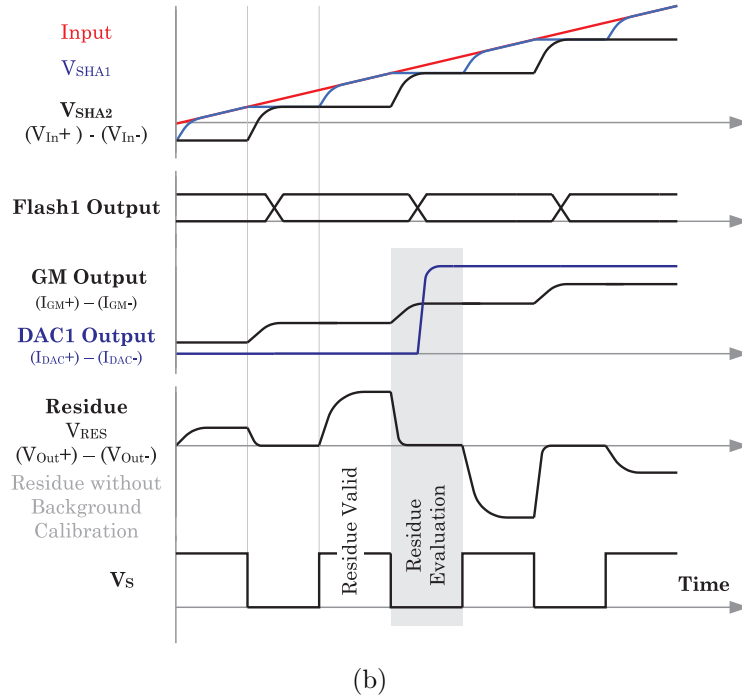 Input
VSHA1
VSHA2
(VIn+ ) - (VIn-)
Flash1 Output
GM Output
(IGM+) – (IGM-)
DAC1 Output
(IDAC+) – (IDAC-)
Residue
VRES
(VOut+) – (VOut-)
Residue without
Background
Calibration
Residue Valid
Residue
Evaluation
VS
Time
(b)